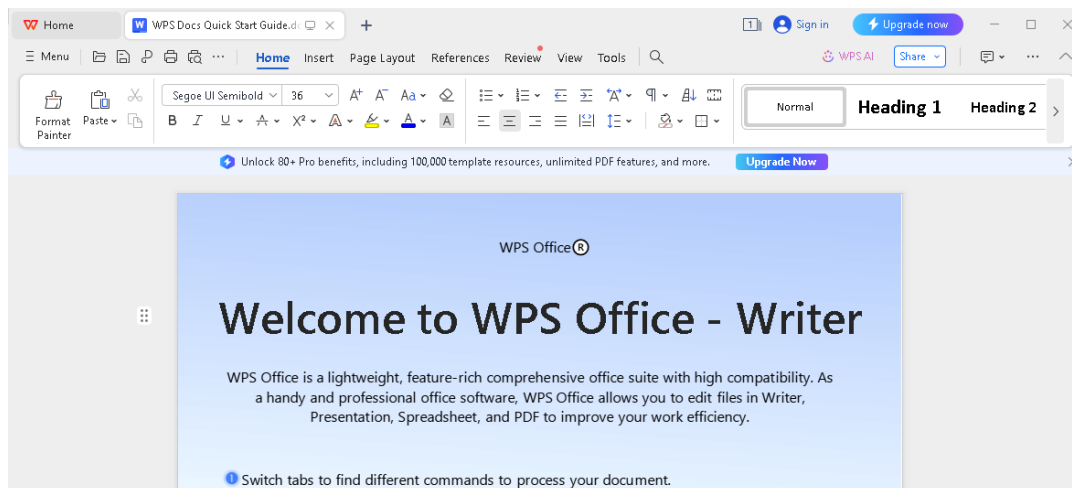 Home
WPS Docs Quick Start Guide.dc
1
Sign in
Upgrade now
Menu
Home Insert Page Layout References Review View Tools
WPS AI
Share
Format
Painter
Paste
Segoe UI Semibold
36
Normal
Heading 1
Heading 2
Unlock 80+ Pro benefits, including 100,000 template resources, unlimited PDF features, and more.
Upgrade Now
WPS Office®
Welcome to WPS Office - Writer
WPS Office is a lightweight, feature-rich comprehensive office suite with high compatibility. As
a handy and professional office software, WPS Office allows you to edit files in Writer,
Presentation, Spreadsheet, and PDF to improve your work efficiency.
1 Switch tabs to find different commands to process your document.